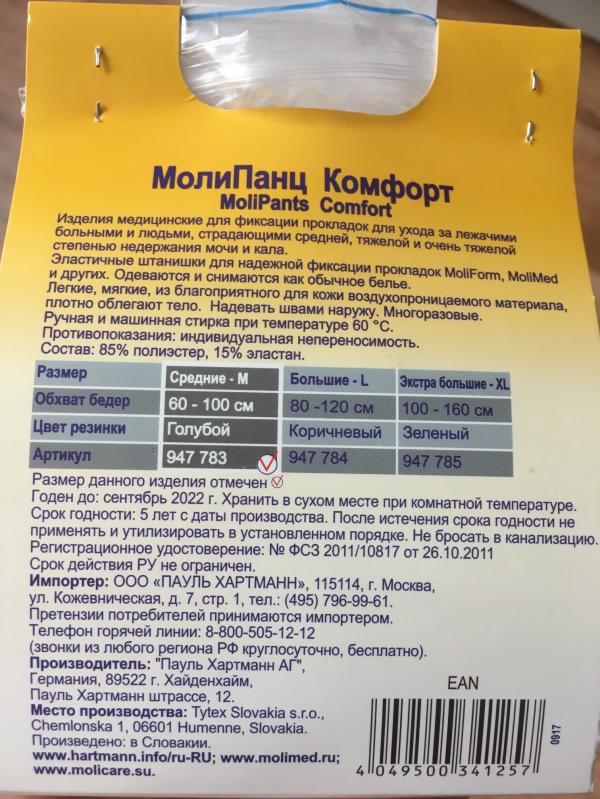 МолиПанц Комфорт
MoliPants Comfort
Изделия медицинские для фиксации прокладок для ухода за лежачими
больными и людьми, страдающими средней, тяжелой и очень тяжелой
степенью недержания мочи и кала.
Эластичные штанишки для надежной фиксации прокладок MoliForm, MoliMed
и других. Одеваются и снимаются как обычное белье.
Легкие, мягкие, из благоприятного для кожи воздухопроницаемого материала,
плотно облегают тело. Надевать швами наружу. Многоразовые.
Ручная и машинная стирка при температуре 60 °С.
Противопоказания: индивидуальная непереносимость.
Состав: 85% полиэстер, 15% эластан.
Размер Средние - M Большие - L Экстра большие - XL
Обхват бедер 60 - 100 см 80 -120 см 100 - 160 см
Цвет резинки Голубой Коричневый Зеленый
Артикул 947 783 947 784 947 785
Размер данного изделия отмечен
Годен до: сентябрь 2022 г. Хранить в сухом месте при комнатной температуре.
Срок годности: 5 лет с даты производства. После истечения срока годности не
применять и утилизировать в установленном порядке. Не бросать в канализацию.
Регистрационное удостоверение: № ФСЗ 2011/10817 от 26.10.2011
Срок действия РУ не ограничен.
Импортер: ООО «ПАУЛЬ ХАРТМАНН», 115114, г. Москва,
ул. Кожевническая, д. 7, стр. 1, тел.: (495) 796-99-61.
Претензии потребителей принимаются импортером.
Телефон горячей линии: 8-800-505-12-12
(звонки из любого региона РФ круглосуточно, бесплатно).
Производитель: "Пауль Хартманн АГ",
Германия, 89522 г. Хайденхайм,
Пауль Хартманн штрассе, 12.
Место производства: Tytex Slovakia s.r.o.,
Chemlonska 1, 06601 Humenne, Slovakia.
Произведено: в Словакии.
www.hartmann.info/ru-RU; www.molimed.ru;
www.molicare.su.
EAN
4 049500 341257
0917